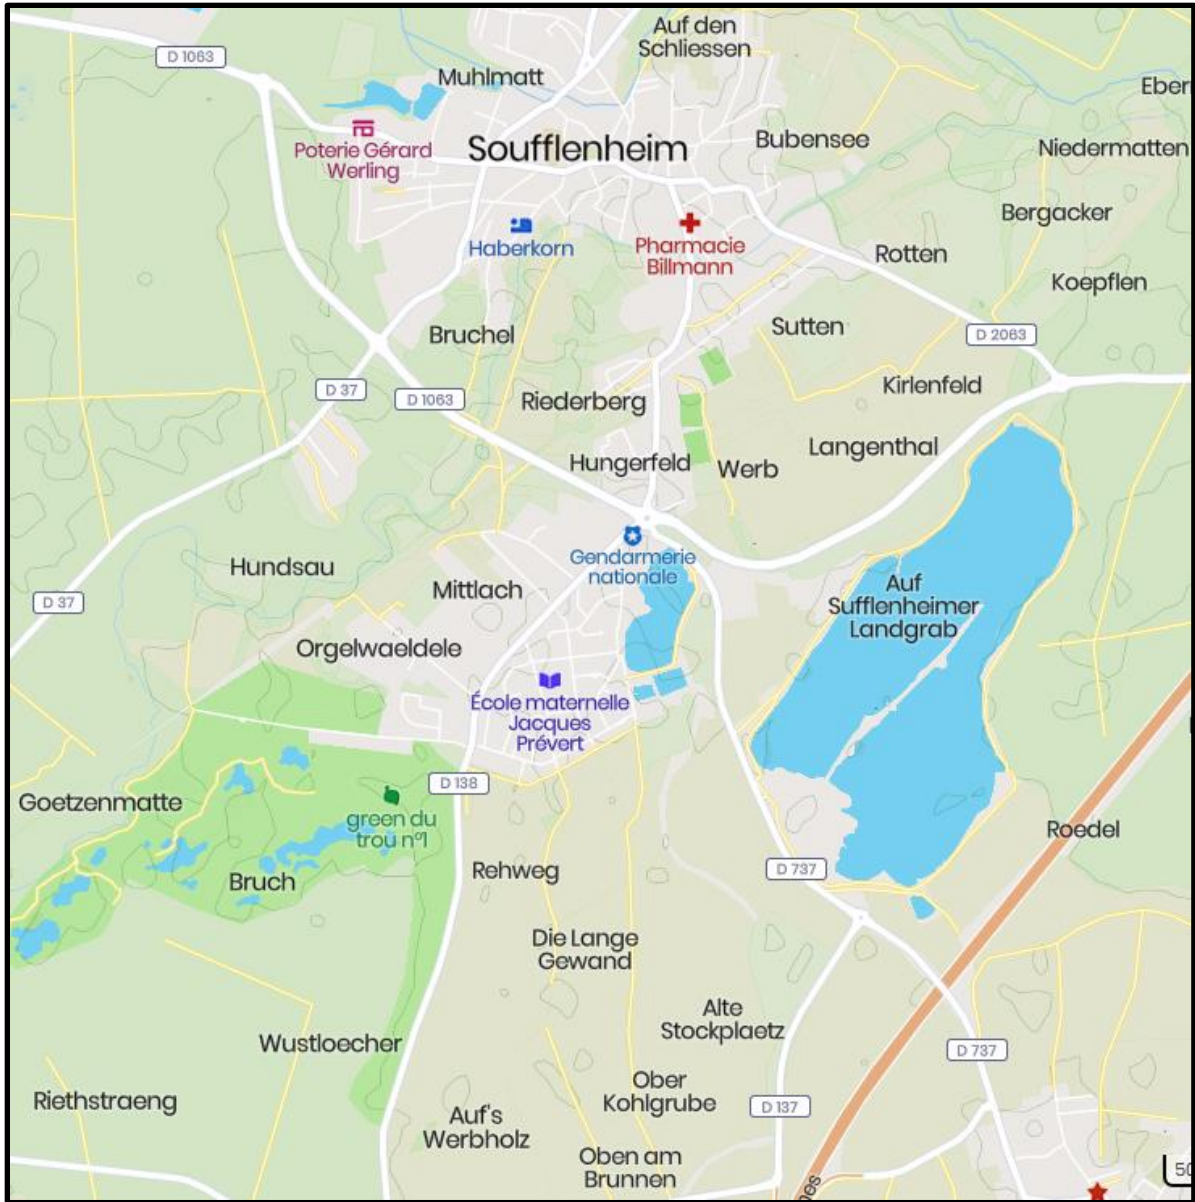 Auf den
Schliessen
D 1063
Muhlmatt
Poterie Gérard
Werling
Soufflenheim
Bubensee
Niedermatten
Bergacker
Haberkorn
Pharmacie
Billmann
Rotten
Koepflen
Bruchel
Sutten
D 2063
D 37
D 1063
Riederberg
Kirlenfeld
Hungerfeld
Werb
Langenthal
Gendarmerie
nationale
Hundsau
Mittlach
D 37
Auf
Sufflenheimer
Landgrab
Orgelwaeldele
École maternelle
Jacques
Prévert
D 138
Goetzenmatte
green du
trou n°1
Roedel
Bruch
Rehweg
D 737
Die Lange
Gewand
Alte
Stockplaetz
Wustloecher
D 737
Riethstraeng
Ober
Kohlgrube
D 137
Auf's
Werbholz
Oben am
Brunnen